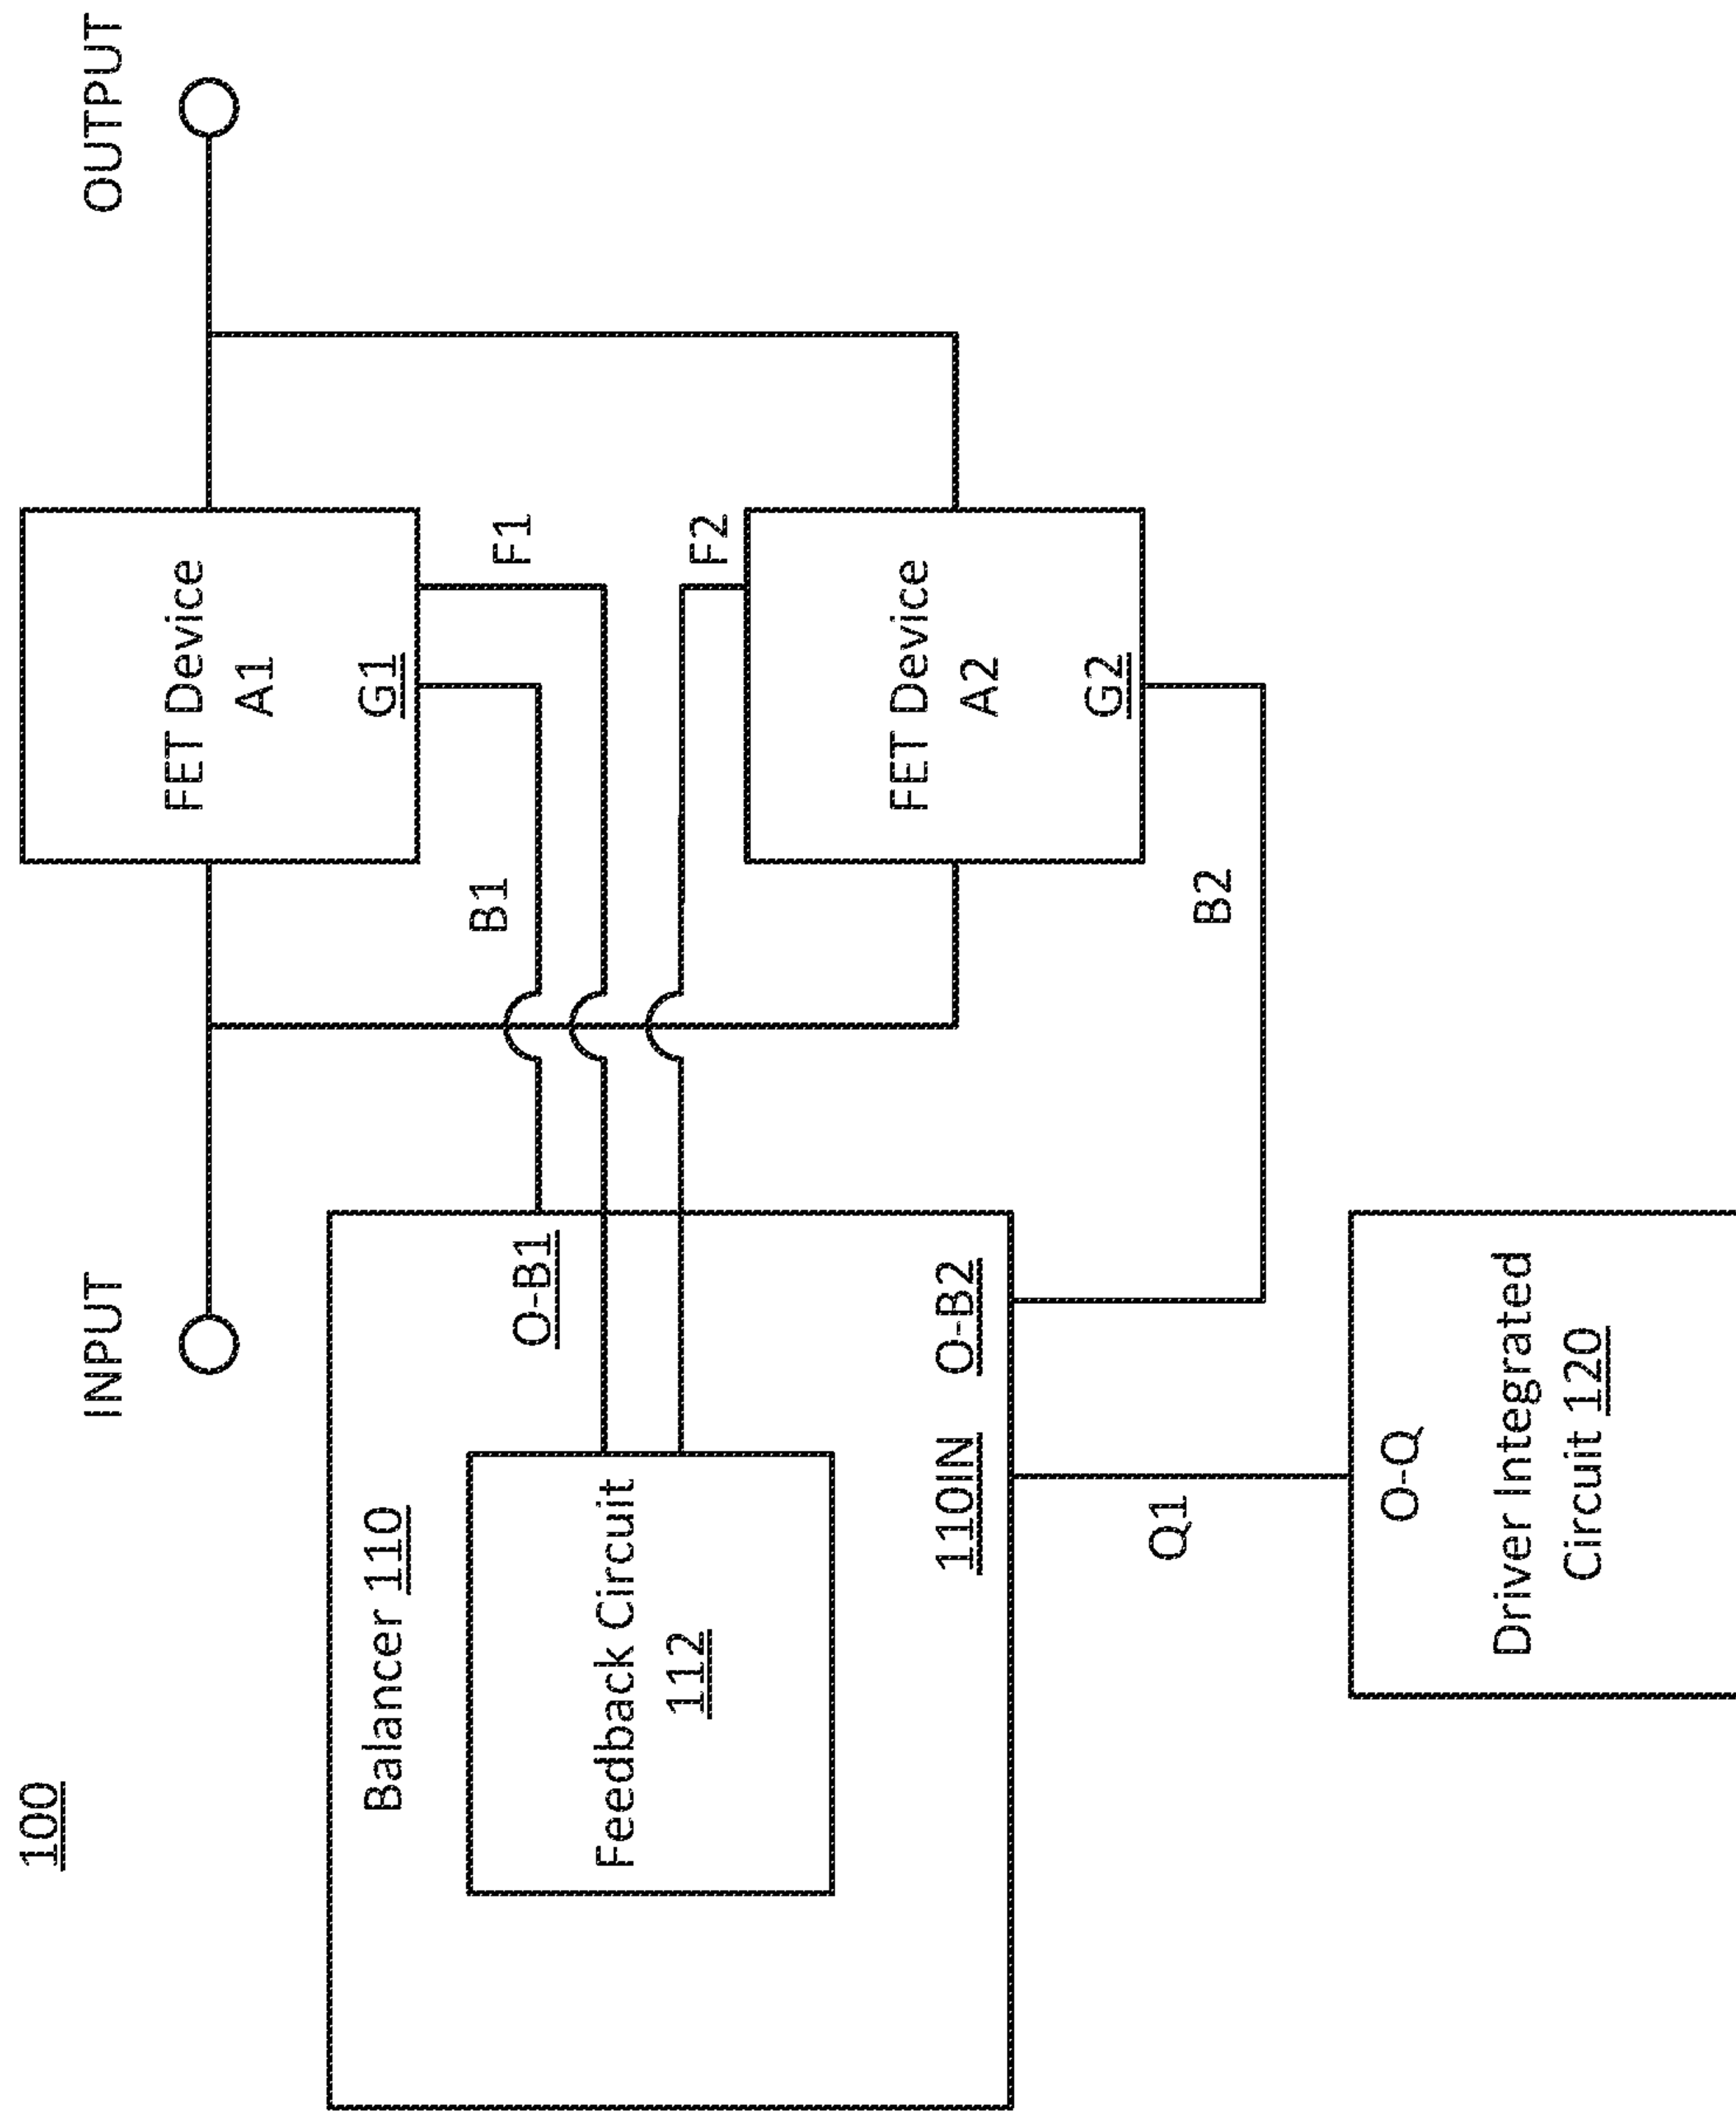 100
INPUT
OUTPUT
FET Device
A1
G1
B1
F1
Balancer 110
O-B1
Feedback Circuit
112
F2
FET Device
A2
G2
110IN
O-B2
B2
Q1
O-Q
Driver Integrated
Circuit 120